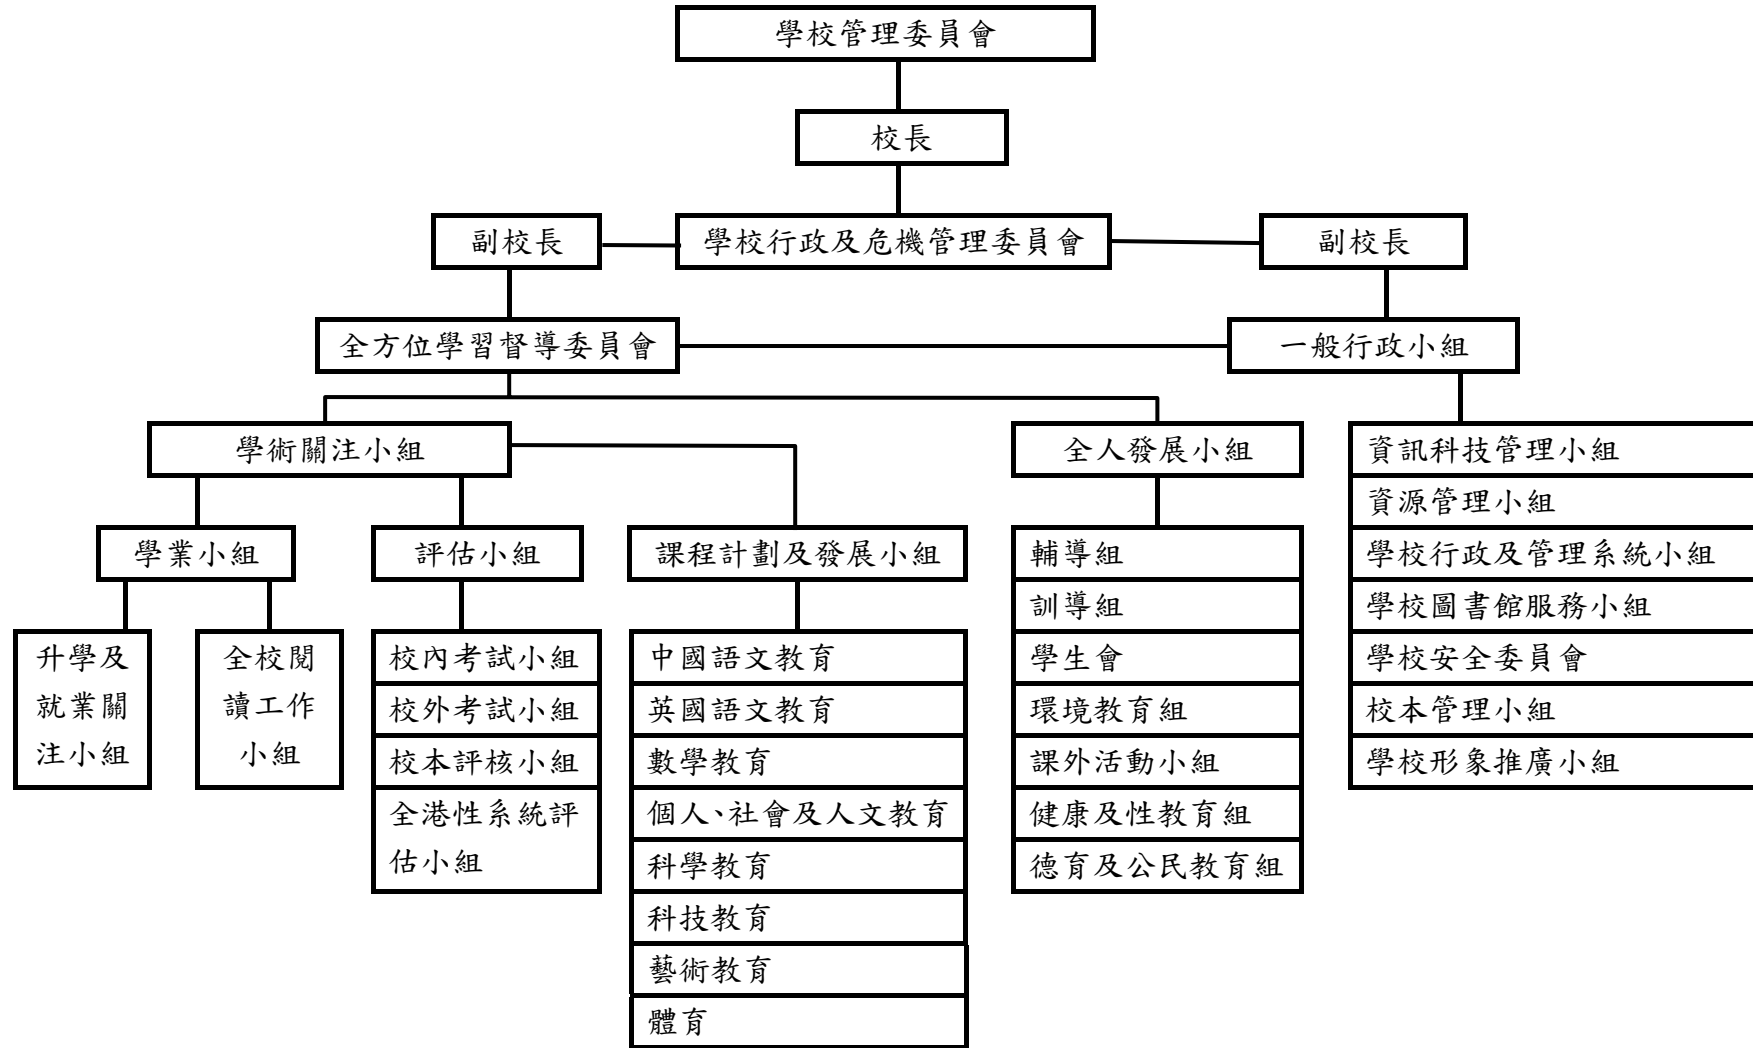 學校管理委員會
校長
副校長
學校行政及危機管理委員會
副校長
全方位學習督導委員會
一般行政小組
學術關注小組
全人發展小組
學業小組
評估小組
課程計劃及發展小組
升學及
就業關
注小組
全校閱
讀工作
小組
校內考試小組
校外考試小組
校本評核小組
全港性系統評
估小組
中國語文教育
英國語文教育
數學教育
個人、社會及人文教育
科學教育
科技教育
藝術教育
體育
輔導組
訓導組
學生會
環境教育組
課外活動小組
健康及性教育組
德育及公民教育組
資訊科技管理小組
資源管理小組
學校行政及管理系統小組
學校圖書館服務小組
學校安全委員會
校本管理小組
學校形象推廣小組